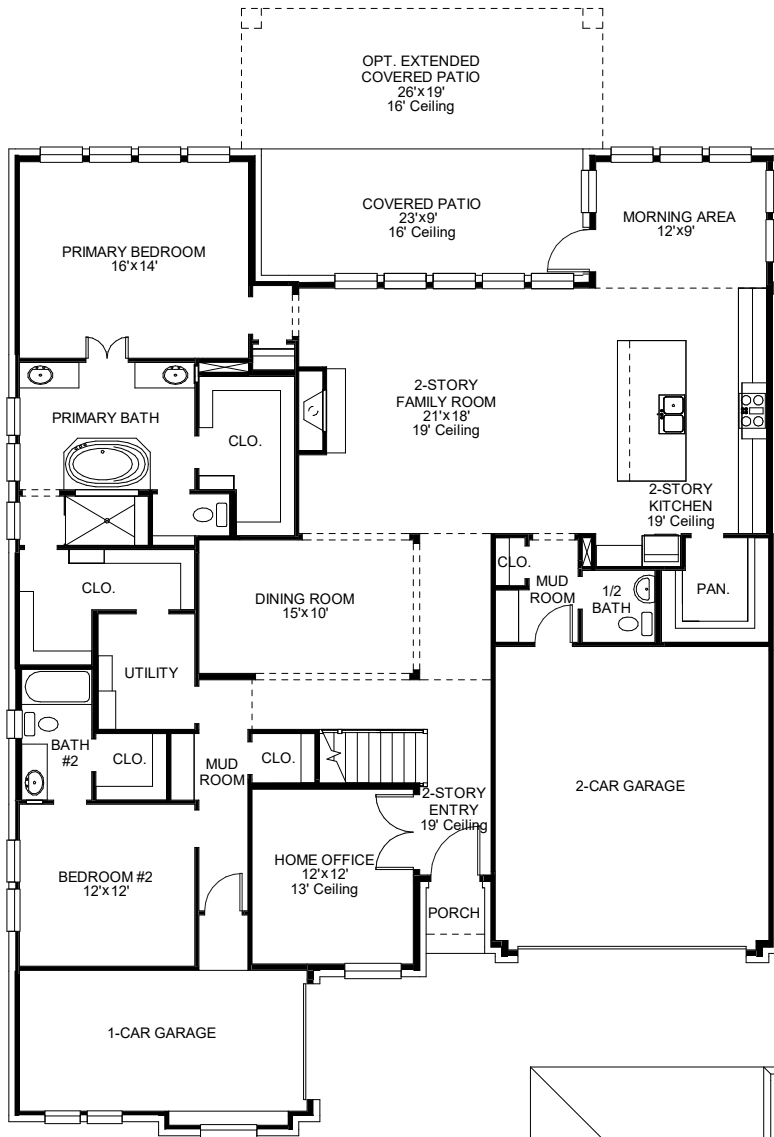 OPT. EXTENDED
COVERED PATIO
26'x19'
16' Ceiling
COVERED PATIO
23'x9'
16' Ceiling
MORNING AREA
12'x9'
PRIMARY BEDROOM
16'x14'
2-STORY
FAMILY ROOM
21'x18'
19' Ceiling
PRIMARY BATH
CLO.
2-STORY
KITCHEN
19' Ceiling
CLO.
MUD
ROOM
1/2
BATH
PAN.
CLO.
DINING ROOM
15'x10'
UTILITY
BATH
#2
CLO.
MUD
ROOM
CLO.
2-STORY
ENTRY
19' Ceiling
2-CAR GARAGE
HOME OFFICE
12'x12'
13' Ceiling
BEDROOM #2
12'x12'
PORCH
1-CAR GARAGE